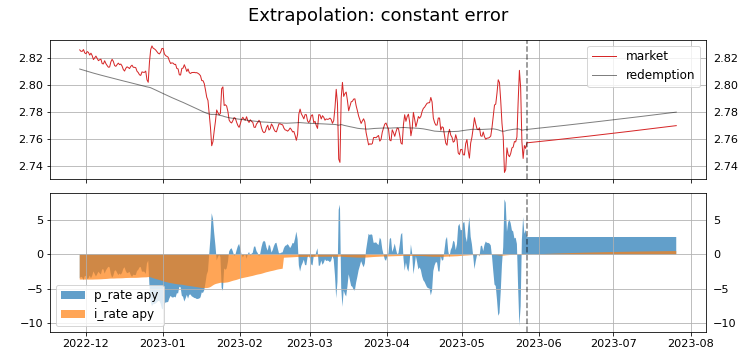 Extrapolation: constant error
2.82 2.82
2.80 2.80
2.78 2.78
2.76 2.76
2.74 2.74
market
redemption
5 5
0 0
−5 −5
−10 −10
p_rate apy
i_rate apy
2022-12 2023-01 2023-02 2023-03 2023-04 2023-05 2023-06 2023-07 2023-08